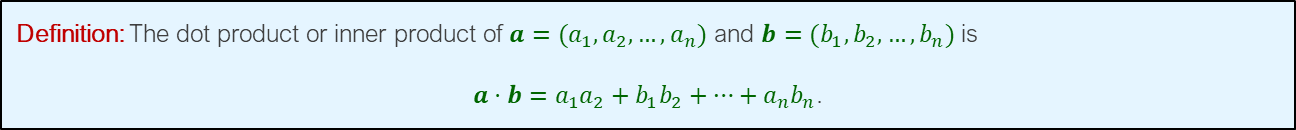 Definition: The dot product or inner product of a = (a₁, a₂, …, aₙ) and b = (b₁, b₂, …, bₙ) is
a · b = a₁a₂ + b₁b₂ + ⋯ + aₙbₙ.